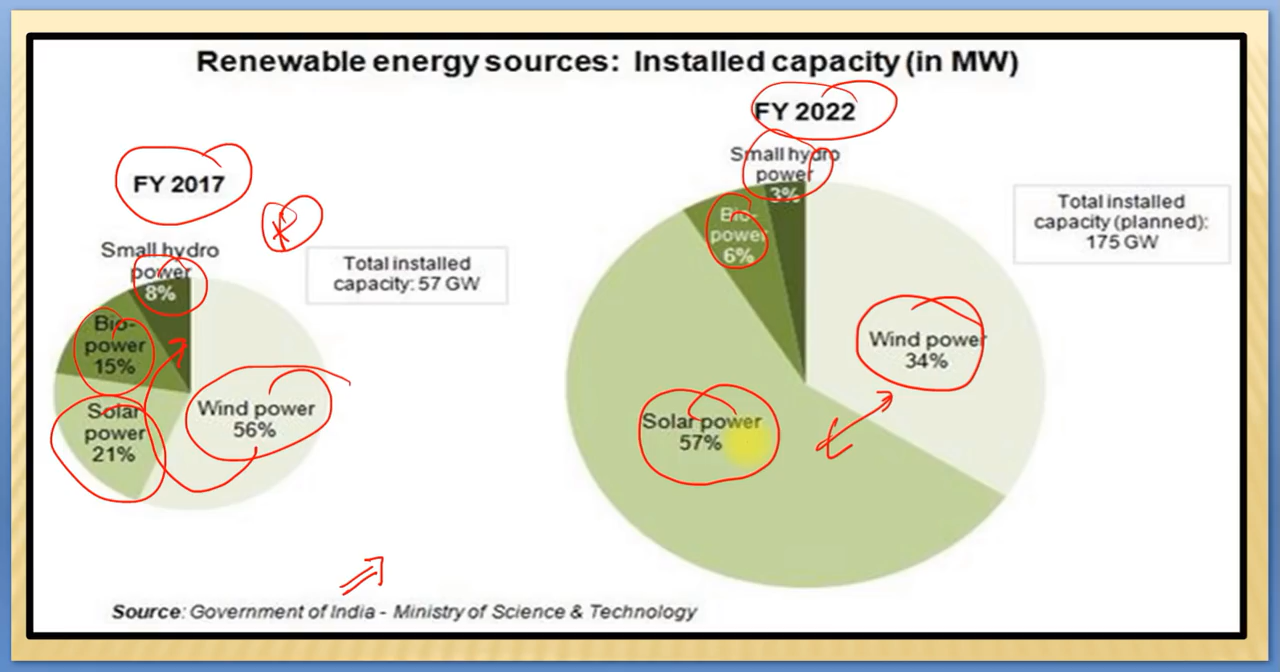 Renewable energy sources: Installed capacity (in MW)
FY 2017
Small hydro
power
8%
Bio-
power
15%
Solar
power
21%
Wind power
56%
Total installed
capacity: 57 GW
FY 2022
Small hydro
power
3%
Bio-
power
6%
Solar power
57%
Wind power
34%
Total installed
capacity (planned):
175 GW
Source: Government of India - Ministry of Science & Technology